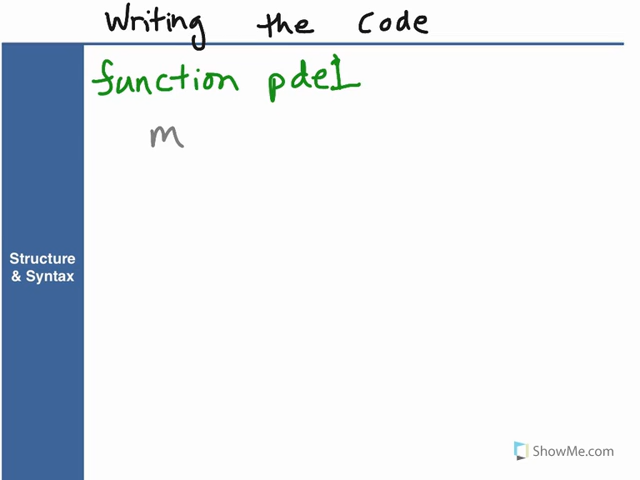 Writing the Code
function pde1
m
Structure
& Syntax
ShowMe.com